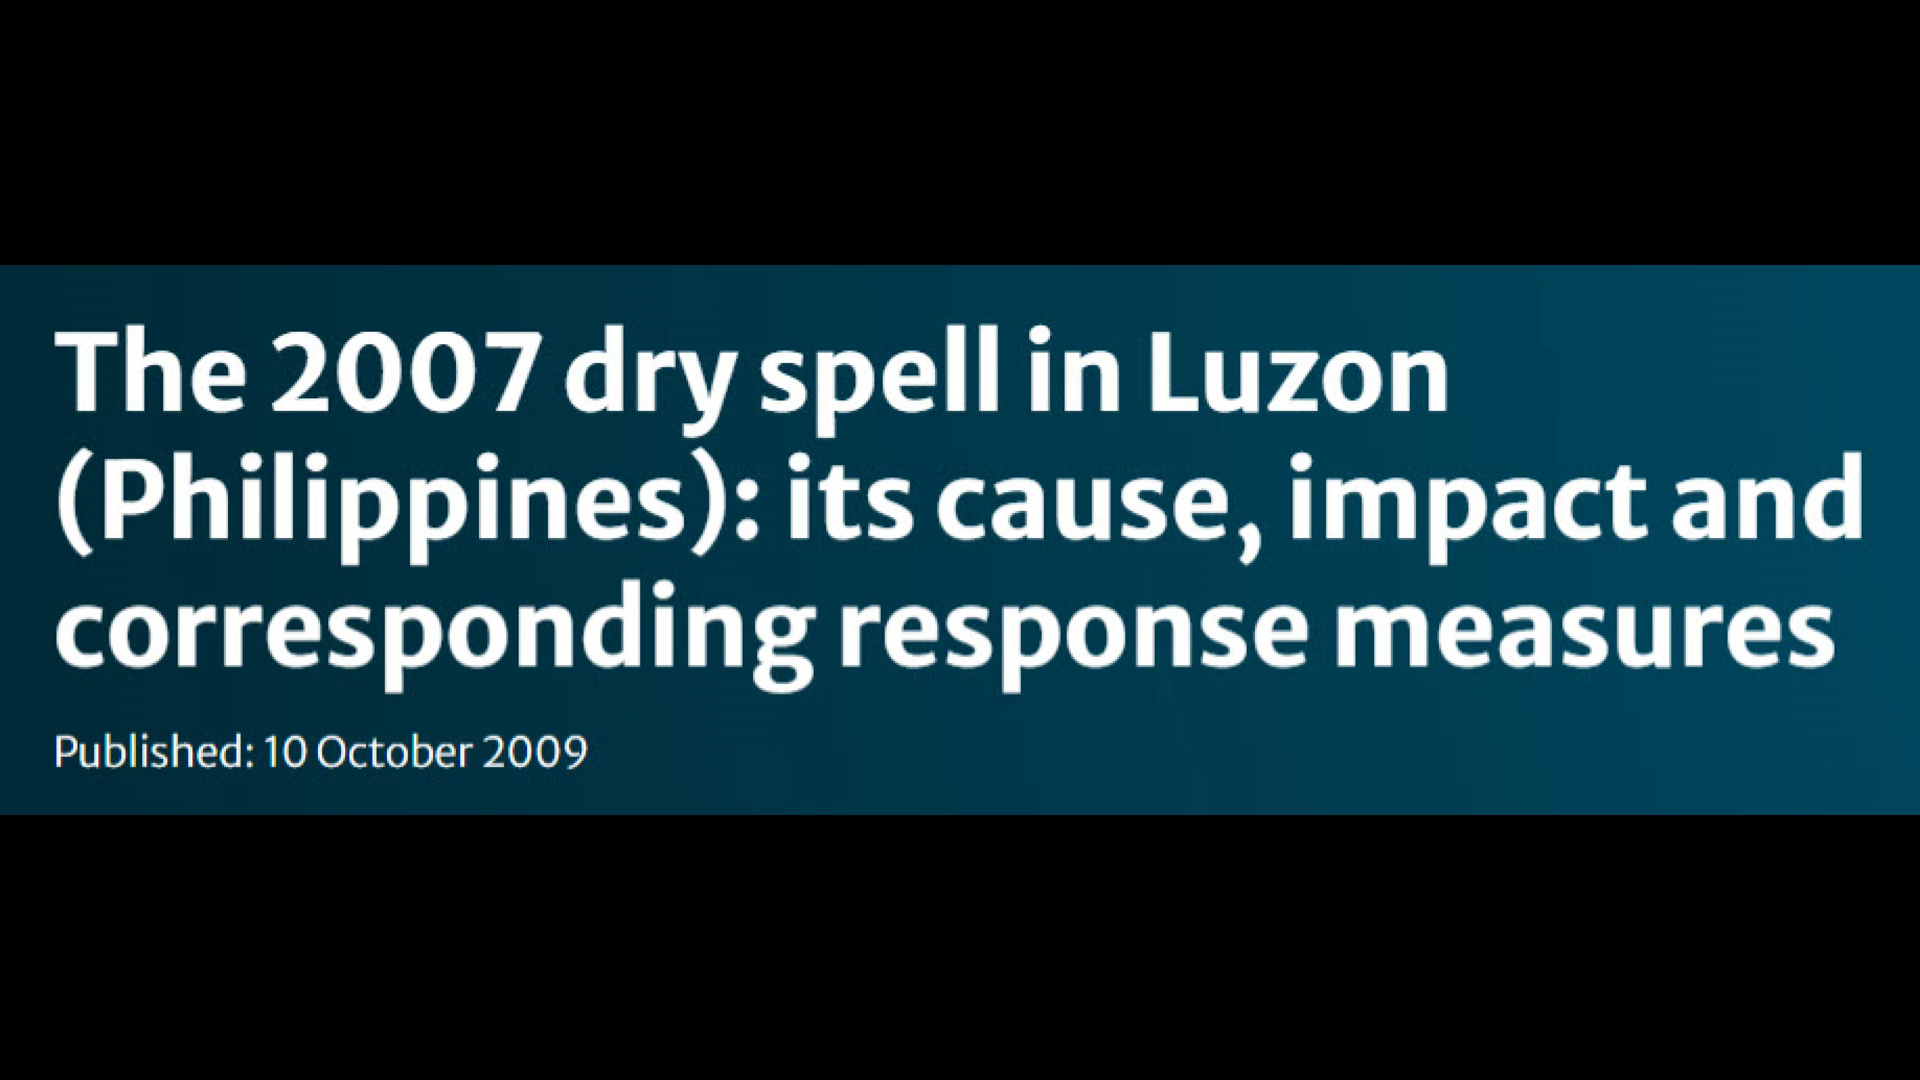 The 2007 dry spell in Luzon
(Philippines): its cause, impact and
corresponding response measures
Published: 10 October 2009